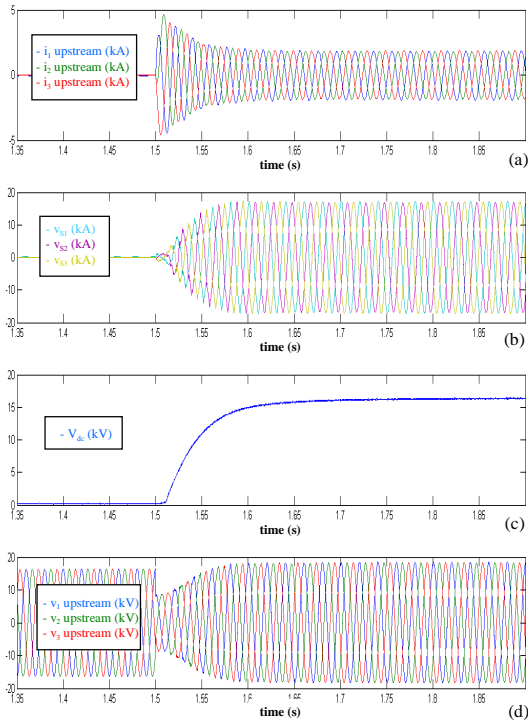 5
- i1 upstream (kA)
- i2 upstream (kA)
- i3 upstream (kA)
0
-5
1.35 1.4 1.45 1.5 1.55 1.6 1.65 1.7 1.75 1.8 1.85
time (s)
(a)
20
10
- vS1 (kA)
- vS2 (kA)
- vS3 (kA)
0
-10
-20
1.35 1.4 1.45 1.5 1.55 1.6 1.65 1.7 1.75 1.8 1.85
time (s)
(b)
20
15
10
- Vdc (kV)
5
0
1.35 1.4 1.45 1.5 1.55 1.6 1.65 1.7 1.75 1.8 1.85
time (s)
(c)
20
10
- v1 upstream (kV)
- v2 upstream (kV)
- v3 upstream (kV)
0
-10
-20
1.35 1.4 1.45 1.5 1.55 1.6 1.65 1.7 1.75 1.8 1.85
time (s)
(d)